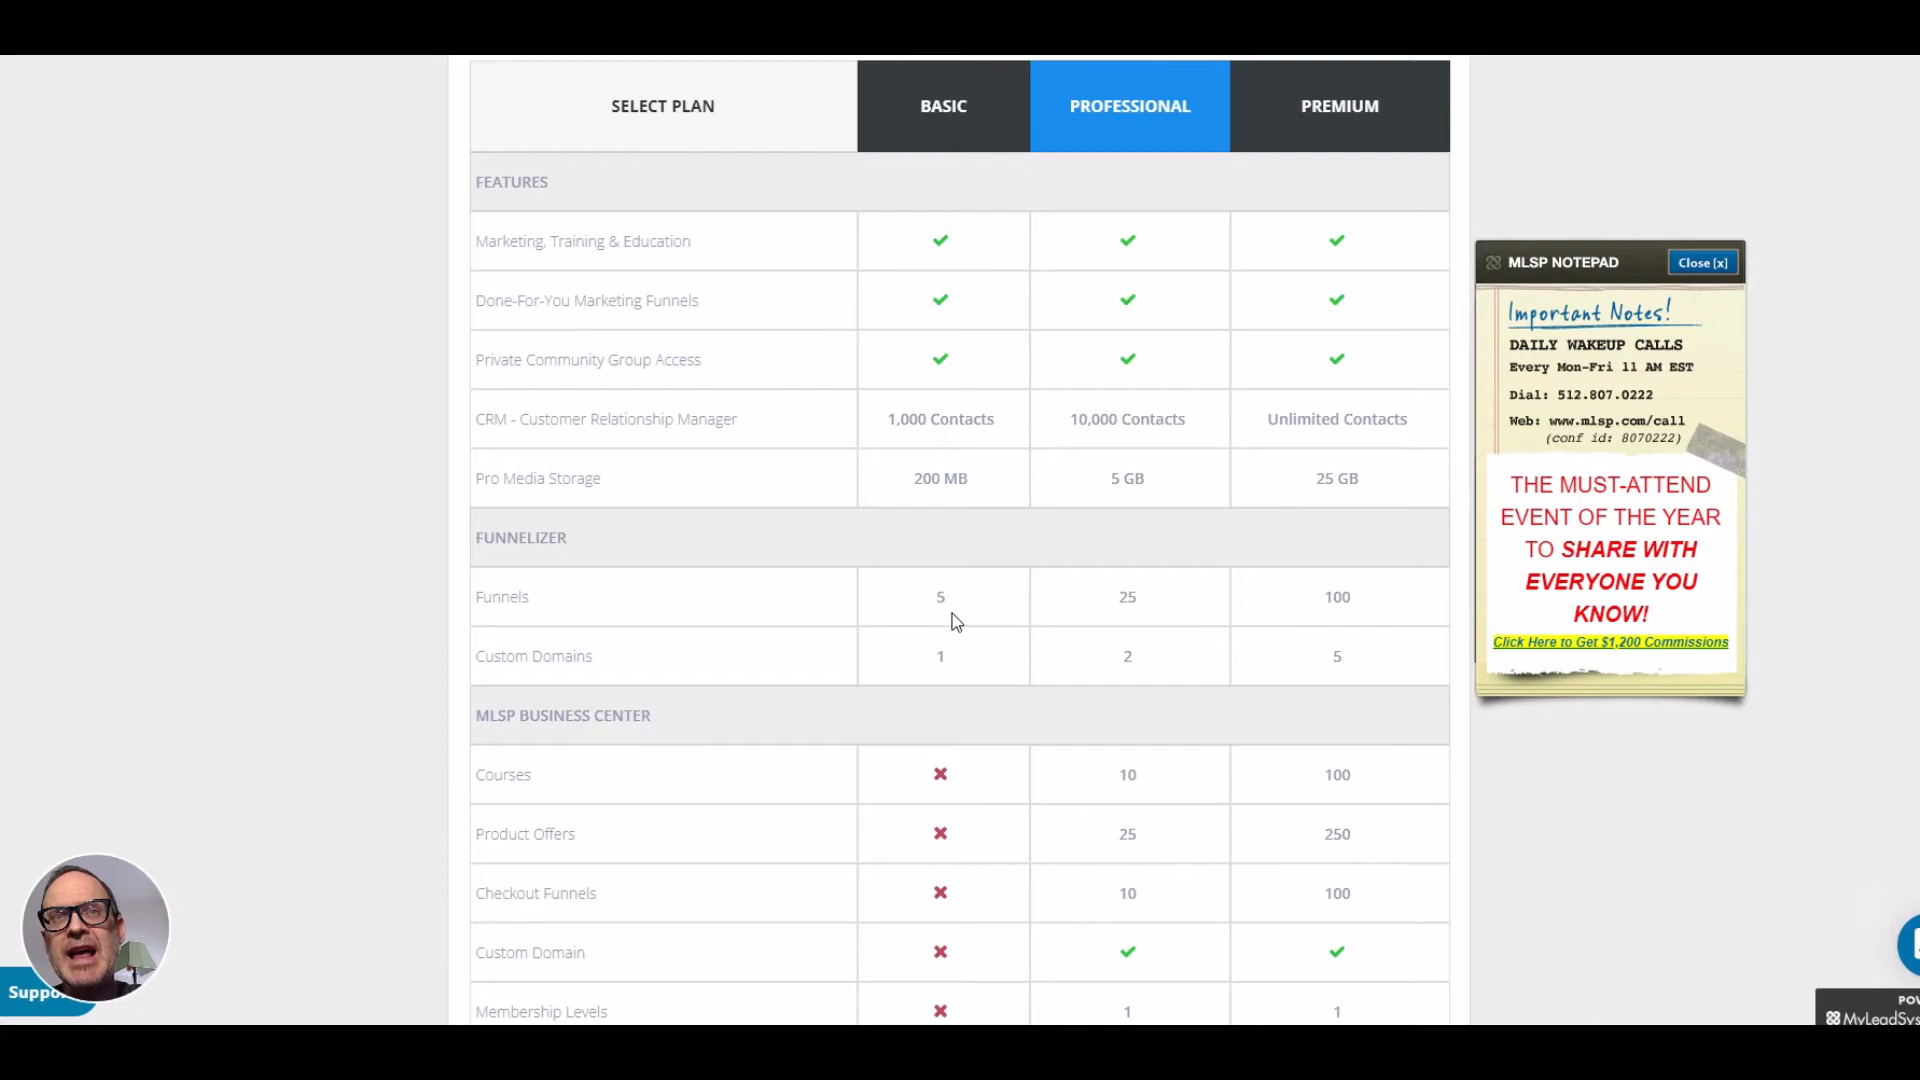 SELECT PLAN BASIC PROFESSIONAL PREMIUM
FEATURES
Marketing, Training & Education
Done-For-You Marketing Funnels
Private Community Group Access
CRM - Customer Relationship Manager 1,000 Contacts 10,000 Contacts Unlimited Contacts
Pro Media Storage 200 MB 5 GB 25 GB
FUNNELIZER
Funnels 5 25 100
Custom Domains 1 2 5
MLSP BUSINESS CENTER
Courses 10 100
Product Offers 25 250
Checkout Funnels 10 100
Custom Domain
Membership Levels 1 1
MLSP NOTEPAD Close [x]
Important Notes!
DAILY WAKEUP CALLS
Every Mon-Fri 11 AM EST
Dial: 512.807.0222
Web: www.mlsp.com/call
(conf id: 8070222)
THE MUST-ATTEND
EVENT OF THE YEAR
TO SHARE WITH
EVERYONE YOU
KNOW!
Click Here to Get $1,200 Commissions